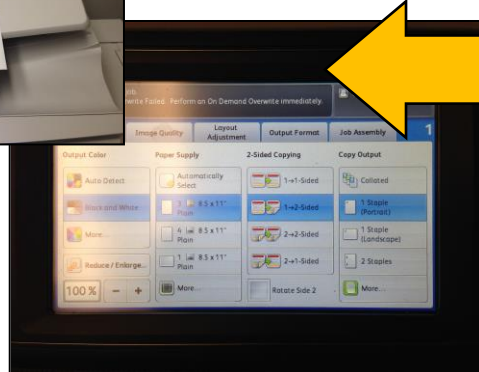 job.
write Failed. Perform an On Demand Overwrite immediately.
Image Quality
Layout
Adjustment
Output Format
Job Assembly
1
Output Color
Paper Supply
2-Sided Copying
Copy Output
Auto Detect
Automatically
Select
1→1-Sided
Collated
Black and White
3 8.5 x 11"
Plain
1→2-Sided
1 Staple
(Portrait)
More...
4 8.5 x 11"
Plain
2→2-Sided
1 Staple
(Landscape)
Reduce / Enlarge...
1 8.5 x 11"
Plain
2→1-Sided
2 Staples
100 %
- +
More...
Rotate Side 2
More...